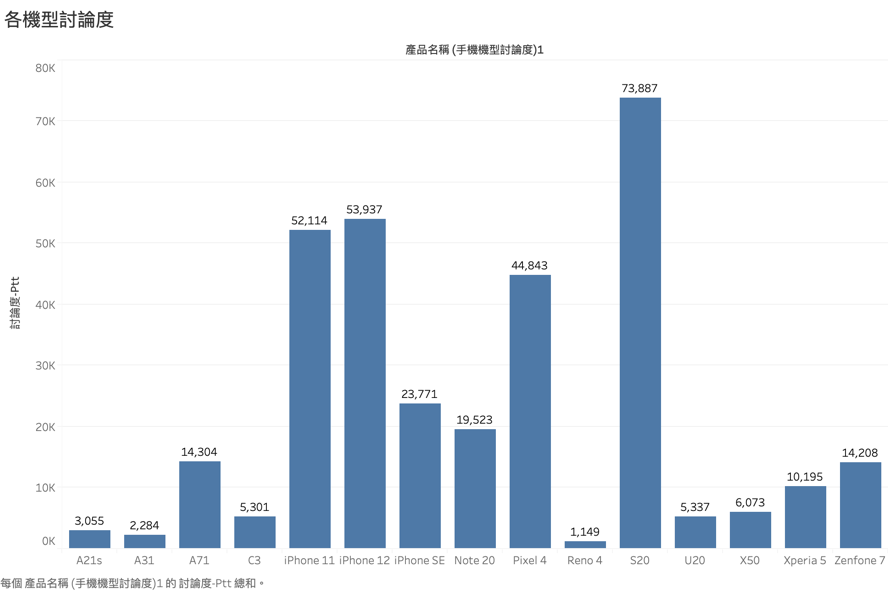 各機型討論度
產品名稱 (手機機型討論度)1
80K
70K
60K
50K
40K
30K
20K
10K
0K
討論度-Ptt
3,055
2,284
14,304
5,301
52,114
53,937
23,771
19,523
44,843
1,149
73,887
5,337
6,073
10,195
14,208
A21s A31 A71 C3 iPhone 11 iPhone 12 iPhone SE Note 20 Pixel 4 Reno 4 S20 U20 X50 Xperia 5 Zenfone 7
每個 產品名稱 (手機機型討論度)1 的 討論度-Ptt 總和。